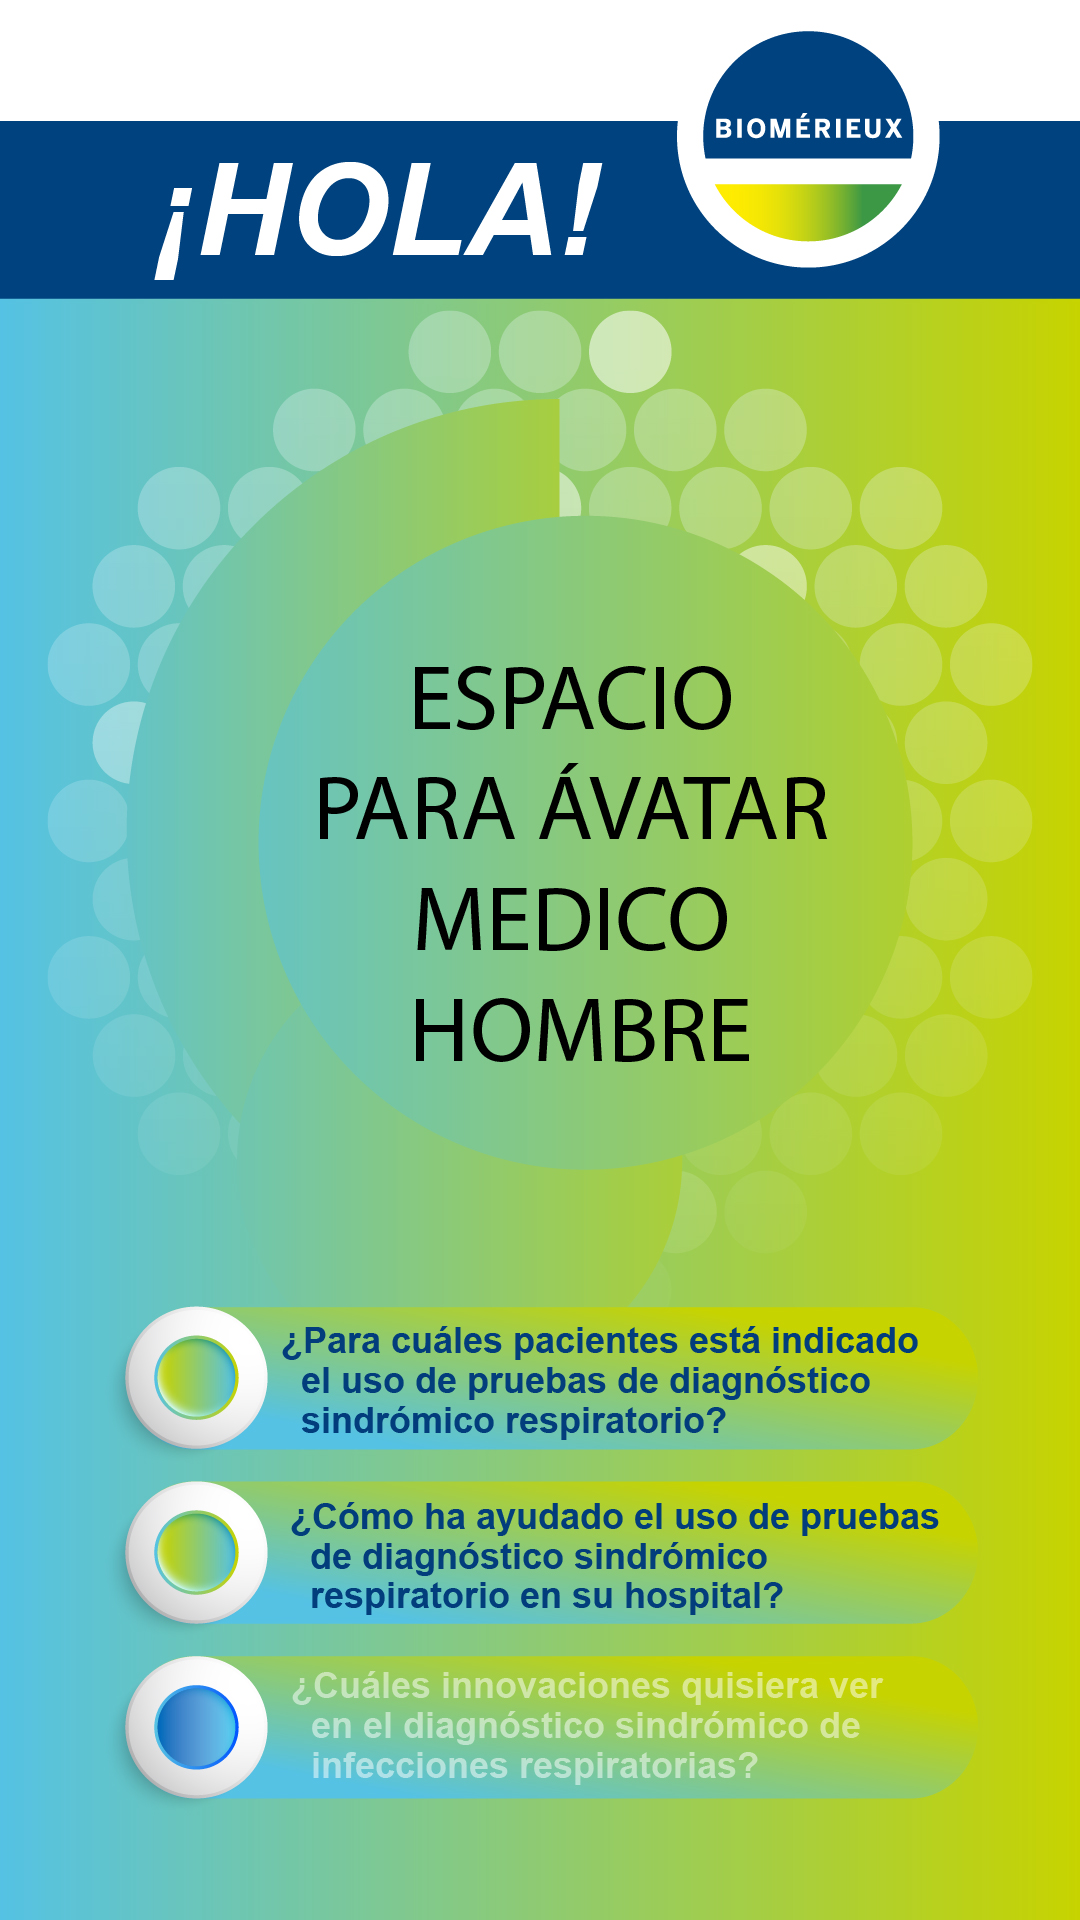 BIOMÉRIEUX
¡HOLA!
ESPACIO
PARA ÁVATAR
MEDICO
HOMBRE
¿Para cuáles pacientes está indicado
el uso de pruebas de diagnóstico
sindrómico respiratorio?
¿Cómo ha ayudado el uso de pruebas
de diagnóstico sindrómico
respiratorio en su hospital?
¿Cuáles innovaciones quisiera ver
en el diagnóstico sindrómico de
infecciones respiratorias?